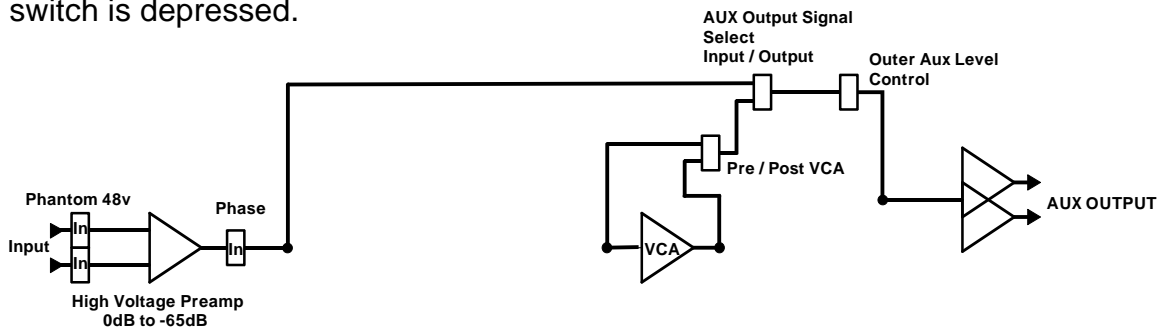 switch is depressed.
AUX Output Signal
Select
Input / Output
Outer Aux Level
Control
Pre / Post VCA
Phantom 48v
Phase
AUX OUTPUT
Input
In
In
In
VCA
High Voltage Preamp
0dB to -65dB